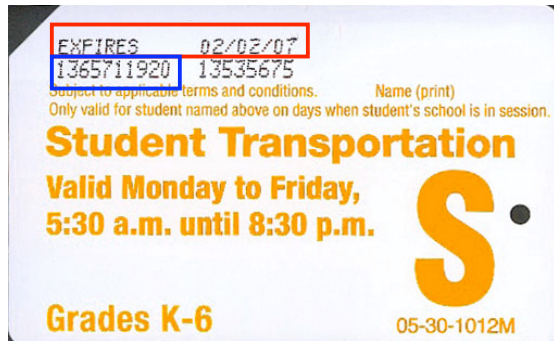 EXPIRES 02/02/07
1365711920 13535675
Subject to applicable terms and conditions. Name (print)
Only valid for student named above on days when student's school is in session.
Student Transportation
Valid Monday to Friday,
5:30 a.m. until 8:30 p.m.
S
Grades K-6
05-30-1012M